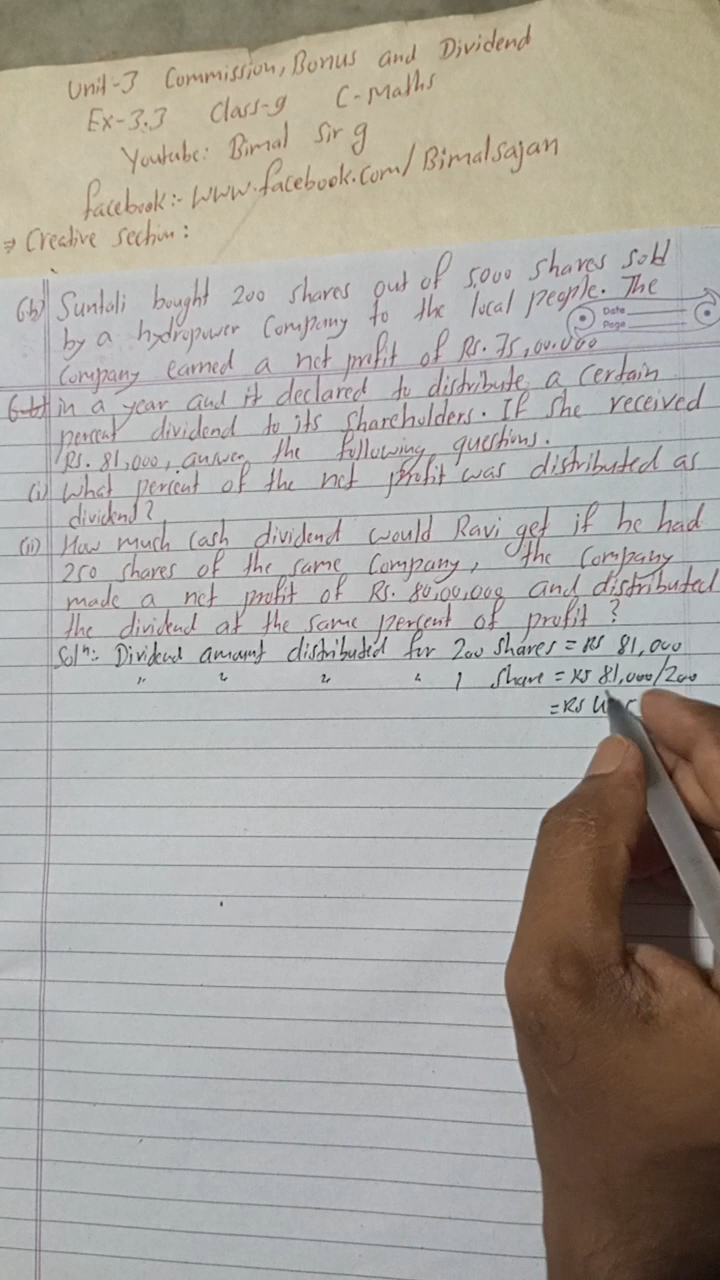 Unit-3 Commission, Bonus and Dividend
Ex-3.3 Class-9 C-Maths
Youtube: Bimal Sir g
facebook:- www.facebook.com/Bimalsajan
⇒ Creative section:
6b) Suntali bought 200 shares out of 5,000 shares sold
by a hydropower Company to the local people. The
Date
Page
Company earned a net profit of Rs. 75,00,000
in a year and it declared to distribute a certain
percent dividend to its shareholders. If she received
Rs. 81,000, answer the following questions.
(i) What percent of the net profit was distributed as
dividend?
(ii) How much cash dividend would Ravi get if he had
250 shares of the same Company, the Company
made a net profit of Rs. 80,00,000 and distributed
the dividend at the same percent of profit?
Solⁿ: Dividend amount distributed for 200 shares = Rs 81,000
" " " " 1 Share = Rs 81,000/200
= Rs